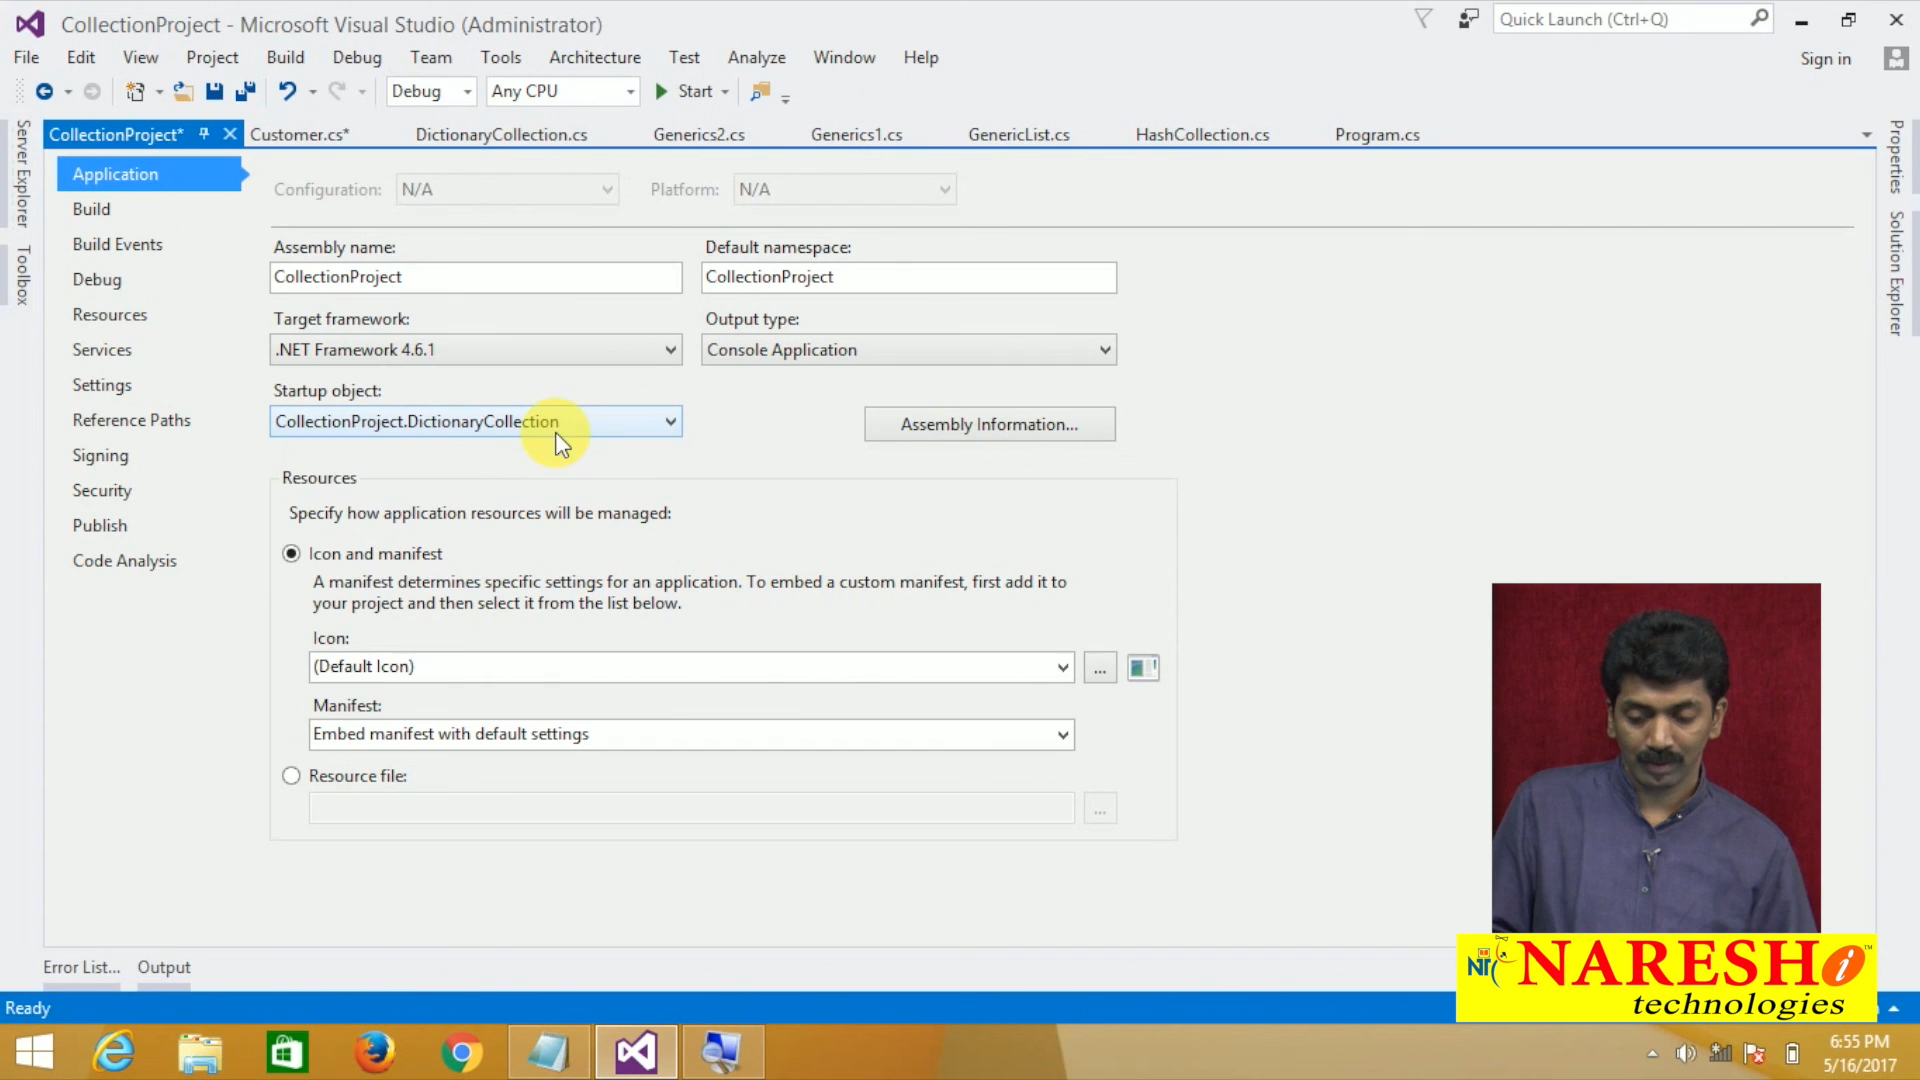 CollectionProject - Microsoft Visual Studio (Administrator)
Quick Launch (Ctrl+Q)
File Edit View Project Build Debug Team Tools Architecture Test Analyze Window Help
Sign in
Debug Any CPU Start
CollectionProject* Customer.cs* DictionaryCollection.cs Generics2.cs Generics1.cs GenericList.cs HashCollection.cs Program.cs
Server Explorer
Toolbox
Properties
Solution Explorer
Application
Build
Build Events
Debug
Resources
Services
Settings
Reference Paths
Signing
Security
Publish
Code Analysis
Configuration: N/A Platform: N/A
Assembly name: Default namespace:
CollectionProject CollectionProject
Target framework: Output type:
.NET Framework 4.6.1 Console Application
Startup object:
CollectionProject.DictionaryCollection Assembly Information...
Resources
Specify how application resources will be managed:
Icon and manifest
A manifest determines specific settings for an application. To embed a custom manifest, first add it to
your project and then select it from the list below.
Icon:
(Default Icon) ...
Manifest:
Embed manifest with default settings
Resource file:
...
Error List... Output
Ready
NARESH i ™
technologies
6:55 PM
5/16/2017